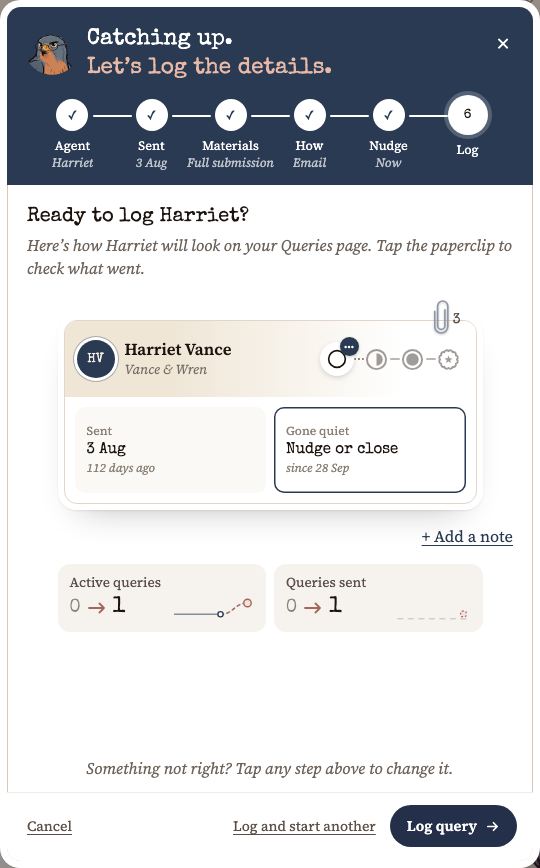 Catching up.
Let's log the details.
✓ ✓ ✓ ✓ ✓ 6
Agent Sent Materials How Nudge Log
Harriet 3 Aug Full submission Email Now
Ready to log Harriet?
Here's how Harriet will look on your Queries page. Tap the paperclip to
check what went.
3
HV
Harriet Vance
Vance & Wren
Sent
3 Aug
112 days ago
Gone quiet
Nudge or close
since 28 Sep
+ Add a note
Active queries
0 → 1
Queries sent
0 → 1
Something not right? Tap any step above to change it.
Cancel Log and start another Log query →